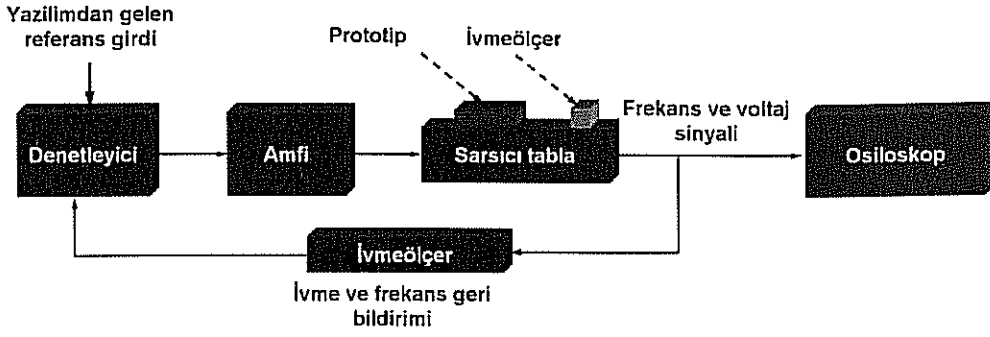 Yazilimdan gelen
referans girdi
Prototip
İvmeölçer
Frekans ve voltaj
sinyali
Denetleyici
Amfi
Sarsıcı tabla
Osiloskop
İvmeölçer
İvme ve frekans geri
bildirimi